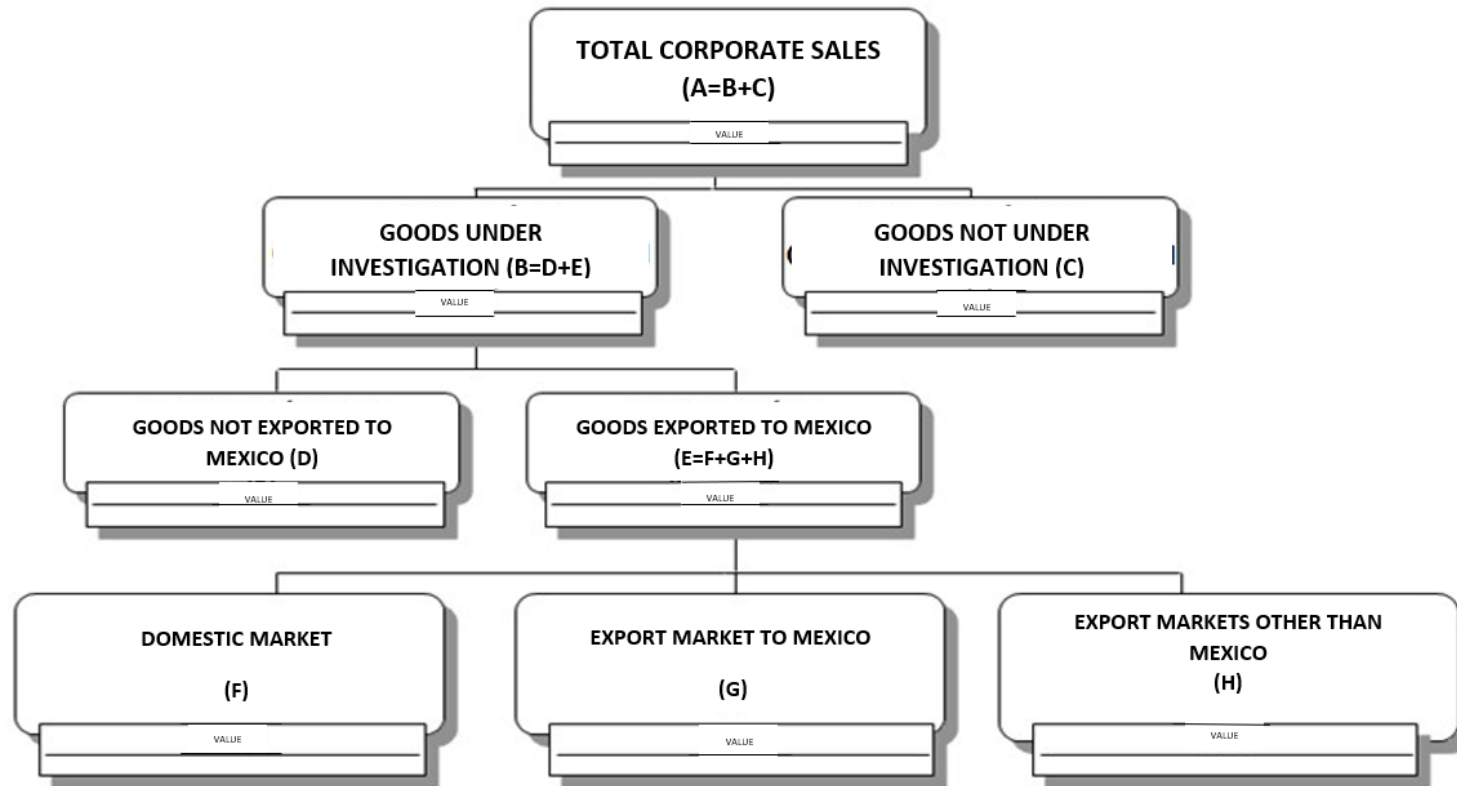 TOTAL CORPORATE SALES
(A=B+C)
VALUE
GOODS UNDER
INVESTIGATION (B=D+E)
VALUE
GOODS NOT UNDER
INVESTIGATION (C)
VALUE
GOODS NOT EXPORTED TO
MEXICO (D)
VALUE
GOODS EXPORTED TO MEXICO
(E=F+G+H)
VALUE
DOMESTIC MARKET
(F)
VALUE
EXPORT MARKET TO MEXICO
(G)
VALUE
EXPORT MARKETS OTHER THAN
MEXICO
(H)
VALUE